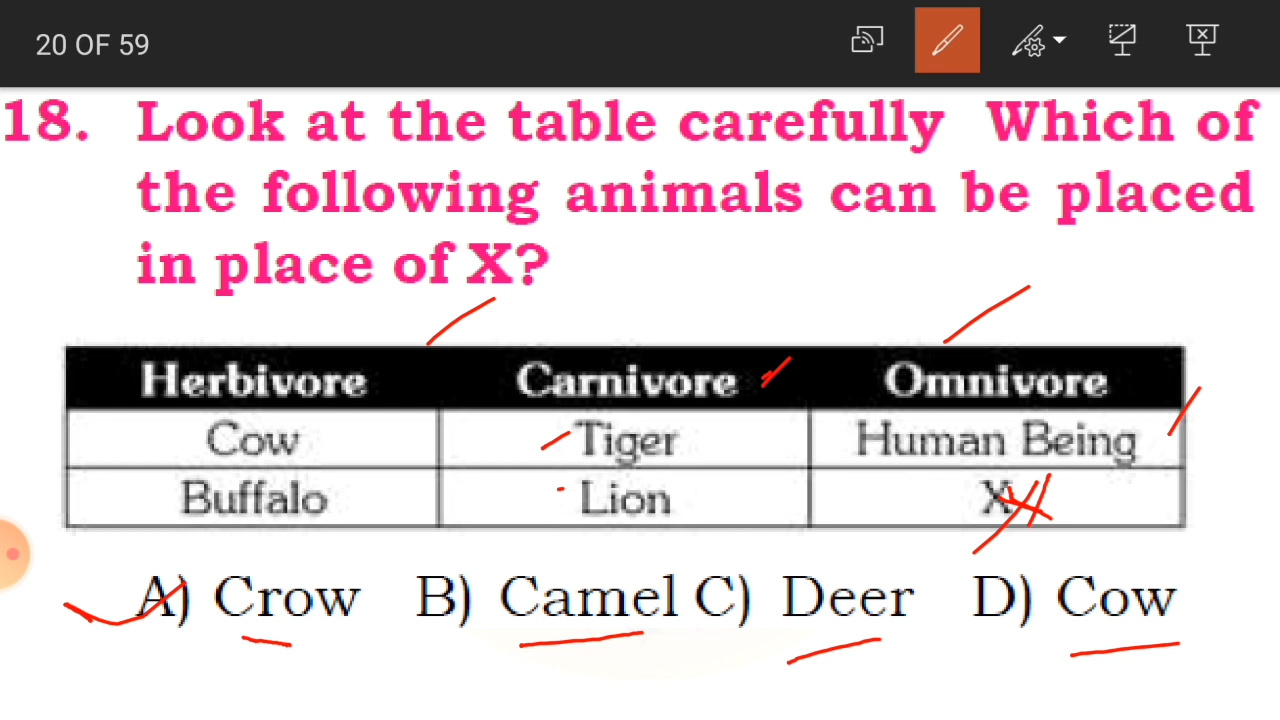 20 OF 59
18. Look at the table carefully Which of
the following animals can be placed
in place of X?
Herbivore Carnivore Omnivore
Cow Tiger Human Being
Buffalo Lion X
A) Crow B) Camel C) Deer D) Cow